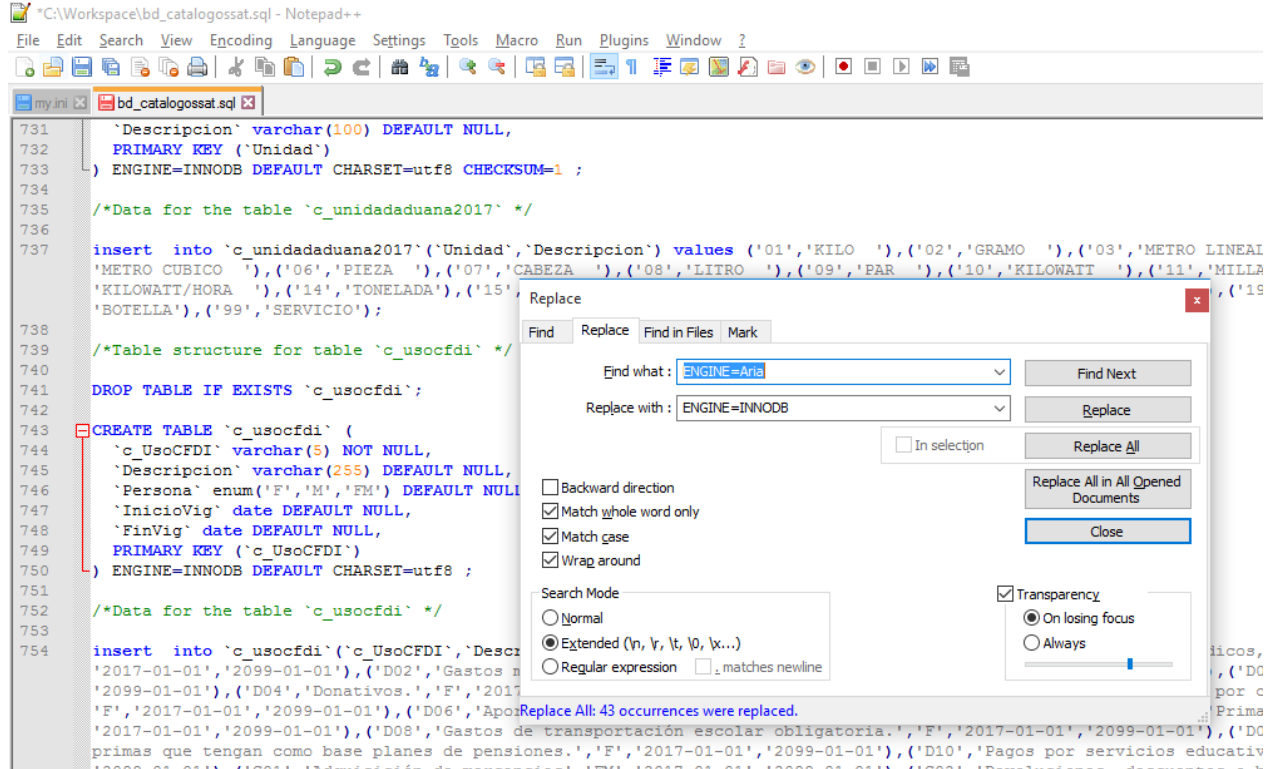 *C:\Workspace\bd_catalogossat.sql - Notepad++
File Edit Search View Encoding Language Settings Tools Macro Run Plugins Window ?
my.ini bd_catalogossat.sql
731 `Descripcion` varchar(100) DEFAULT NULL,
732 PRIMARY KEY (`Unidad`)
733 ) ENGINE=INNODB DEFAULT CHARSET=utf8 CHECKSUM=1 ;
734
735 /*Data for the table `c_unidadaduana2017` */
736
737 insert into `c_unidadaduana2017`(`Unidad`,`Descripcion`) values ('01','KILO '),('02','GRAMO '),('03','METRO LINEAL
'METRO CUBICO '),('06','PIEZA '),('07','CABEZA '),('08','LITRO '),('09','PAR '),('10','KILOWATT '),('11','MILLA
'KILOWATT/HORA '),('14','TONELADA'),('15', ,('19
'BOTELLA'),('99','SERVICIO');
738
739 /*Table structure for table `c_usocfdi` */
740
741 DROP TABLE IF EXISTS `c_usocfdi`;
742
743 CREATE TABLE `c_usocfdi` (
744 `c_UsoCFDI` varchar(5) NOT NULL,
745 `Descripcion` varchar(255) DEFAULT NULL,
746 `Persona` enum('F','M','FM') DEFAULT NULL
747 `InicioVig` date DEFAULT NULL,
748 `FinVig` date DEFAULT NULL,
749 PRIMARY KEY (`c_UsoCFDI`)
750 ) ENGINE=INNODB DEFAULT CHARSET=utf8 ;
751
752 /*Data for the table `c_usocfdi` */
753
754 insert into `c_usocfdi`(`c_UsoCFDI`,`Descr icos,
'2017-01-01','2099-01-01'),('D02','Gastos m ,('D0
'2099-01-01'),('D04','Donativos.','F','2017 por c
'F','2017-01-01','2099-01-01'),('D06','Apor 'Prima
'2017-01-01','2099-01-01'),('D08','Gastos de transportación escolar obligatoria.','F','2017-01-01','2099-01-01'),('D0
primas que tengan como base planes de pensiones.','F','2017-01-01','2099-01-01'),('D10','Pagos por servicios educativ
Replace
x
Find Replace Find in Files Mark
Find what : ENGINE=Aria Find Next
Replace with : ENGINE=INNODB Replace
In selection Replace All
Replace All in All Opened
Documents
Close
Backward direction
Match whole word only
Match case
Wrap around
Search Mode
Normal
Extended (\n, \r, \t, \0, \x...)
Regular expression . matches newline
Transparency
On losing focus
Always
Replace All: 43 occurrences were replaced.